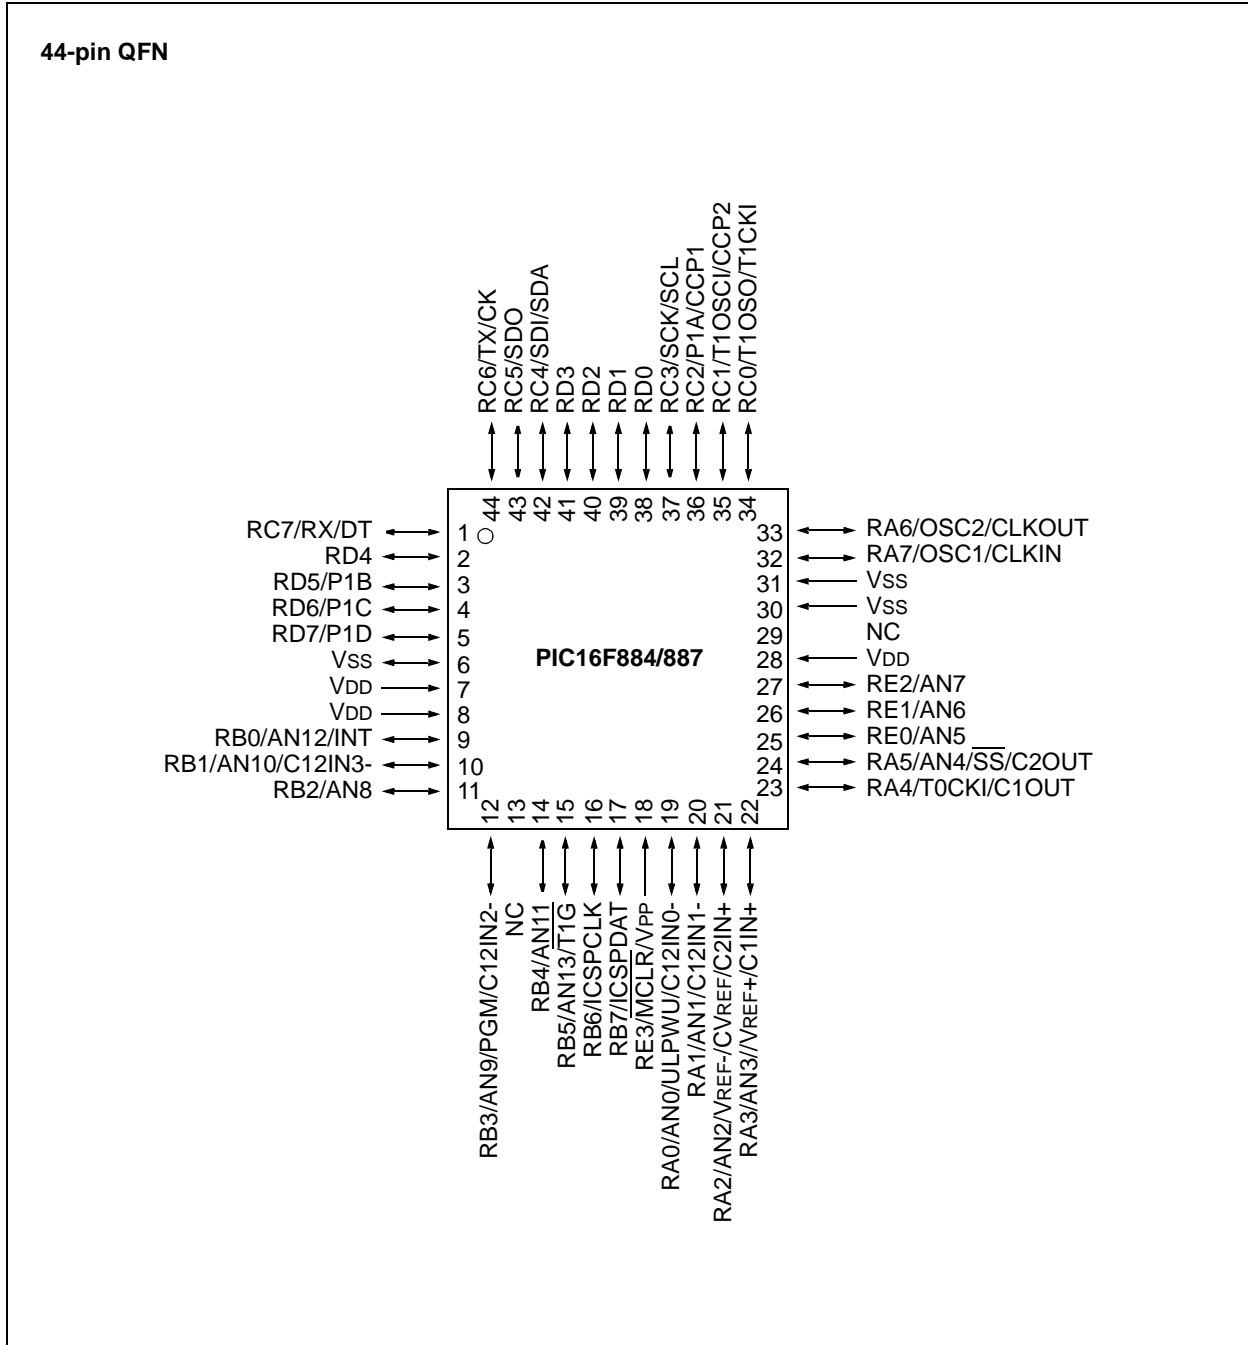 44-pin QFN
RC6/TX/CK
RC5/SDO
RC4/SDI/SDA
RD3
RD2
RD1
RD0
RC3/SCK/SCL
RC2/P1A/CCP1
RC1/T1OSCI/CCP2
RC0/T1OSO/T1CKI
44
43
42
41
40
39
38
37
36
35
34
RC7/RX/DT 1
RD4 2
RD5/P1B 3
RD6/P1C 4
RD7/P1D 5
VSS 6
VDD 7
VDD 8
RB0/AN12/INT 9
RB1/AN10/C12IN3- 10
RB2/AN8 11
PIC16F884/887
33 RA6/OSC2/CLKOUT
32 RA7/OSC1/CLKIN
31 VSS
30 VSS
29 NC
28 VDD
27 RE2/AN7
26 RE1/AN6
25 RE0/AN5
24 RA5/AN4/SS/C2OUT
23 RA4/T0CKI/C1OUT
12
13
14
15
16
17
18
19
20
21
22
RB3/AN9/PGM/C12IN2-
NC
RB4/AN11
RB5/AN13/T1G
RB6/ICSPCLK
RB7/ICSPDAT
RE3/MCLR/VPP
RA0/AN0/ULPWU/C12IN0-
RA1/AN1/C12IN1-
RA2/AN2/VREF-/CVREF/C2IN+
RA3/AN3//VREF+/C1IN+